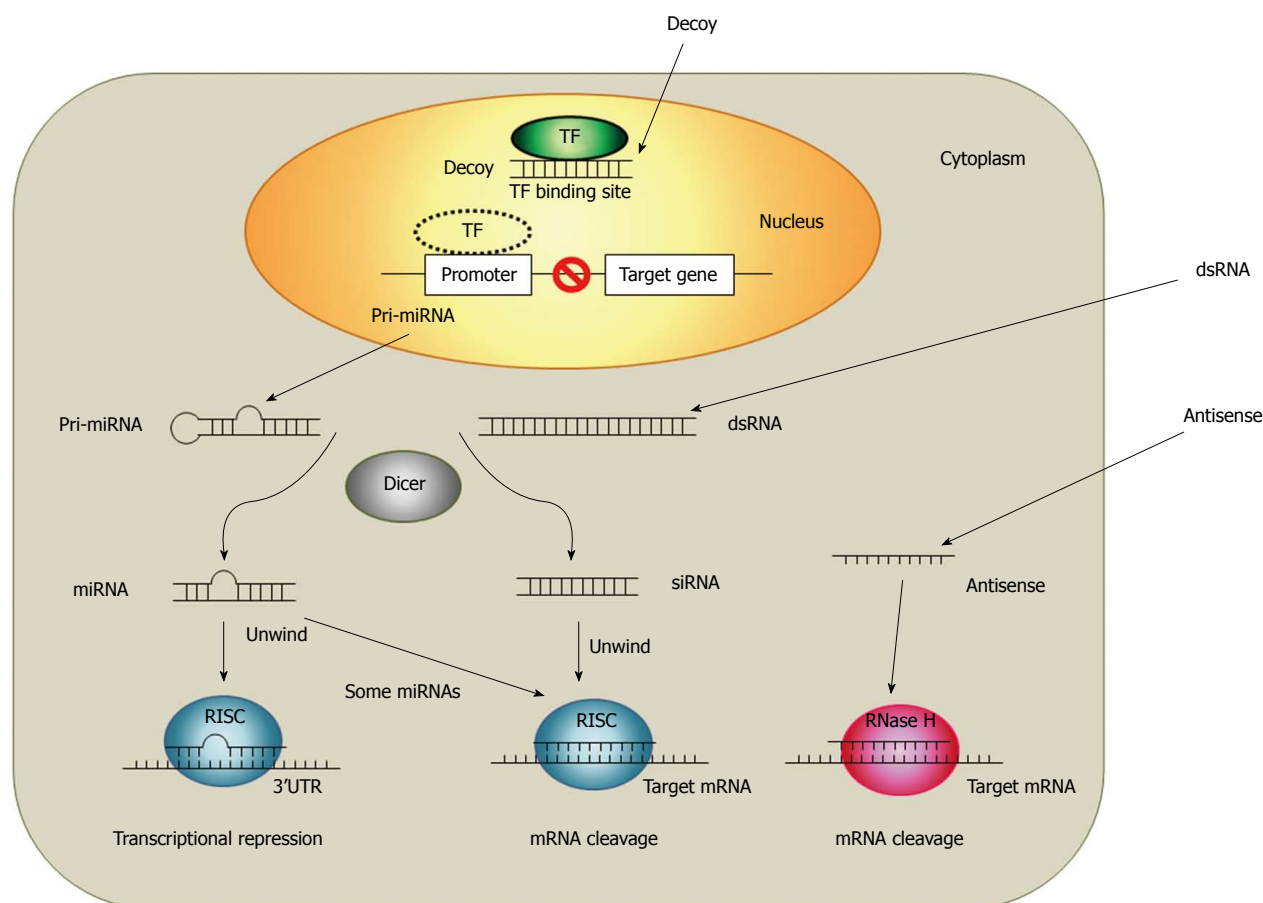 Decoy
TF
Cytoplasm
Decoy
TF binding site
Nucleus
TF
Promoter
Target gene
dsRNA
Pri-miRNA
Pri-miRNA
dsRNA
Antisense
Dicer
miRNA
siRNA
Antisense
Unwind
Unwind
Some miRNAs
RISC
RISC
RNase H
3’UTR
Target mRNA
Target mRNA
Transcriptional repression
mRNA cleavage
mRNA cleavage